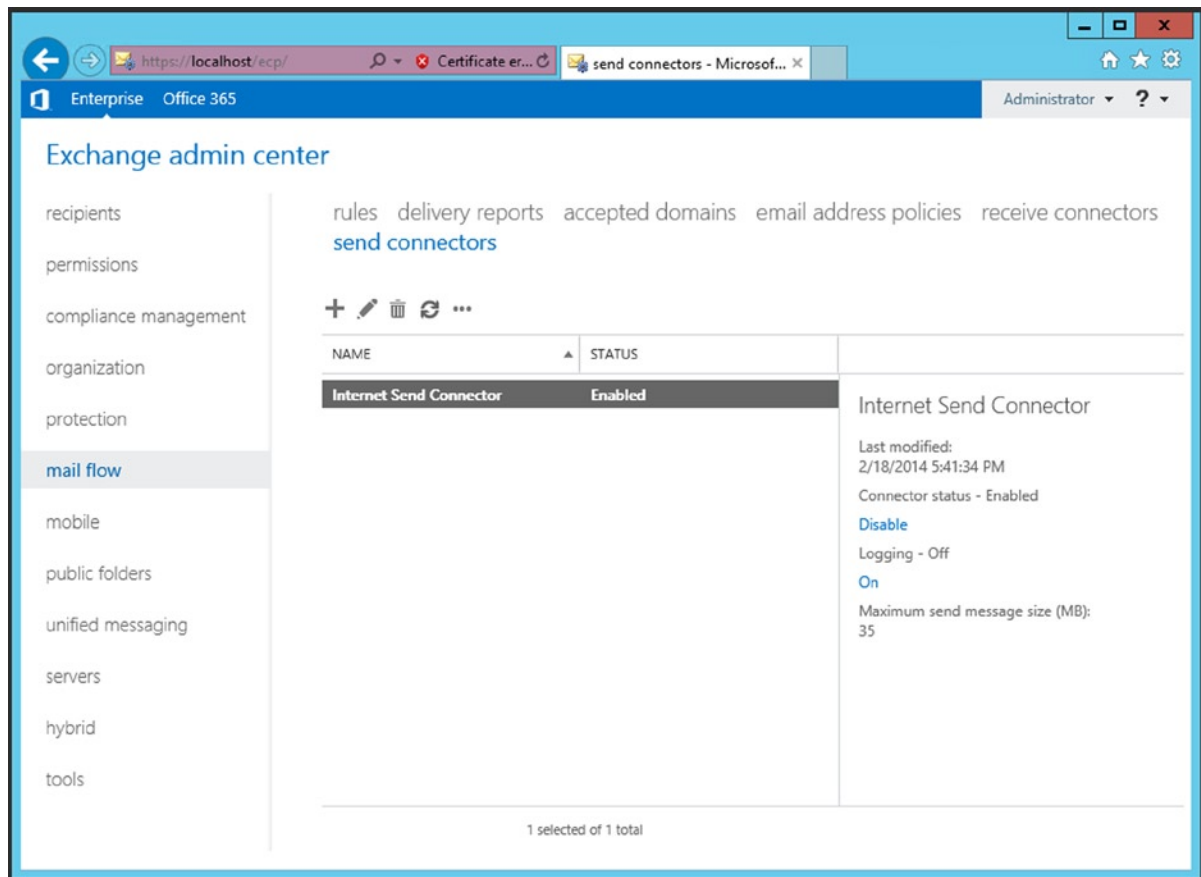 https://localhost/ecp/ Certificate er... send connectors - Microsof...
Enterprise Office 365 Administrator ?
Exchange admin center
recipients
permissions
compliance management
organization
protection
mail flow
mobile
public folders
unified messaging
servers
hybrid
tools
rules delivery reports accepted domains email address policies receive connectors
send connectors
NAME STATUS
Internet Send Connector Enabled
Internet Send Connector
Last modified:
2/18/2014 5:41:34 PM
Connector status - Enabled
Disable
Logging - Off
On
Maximum send message size (MB):
35
1 selected of 1 total